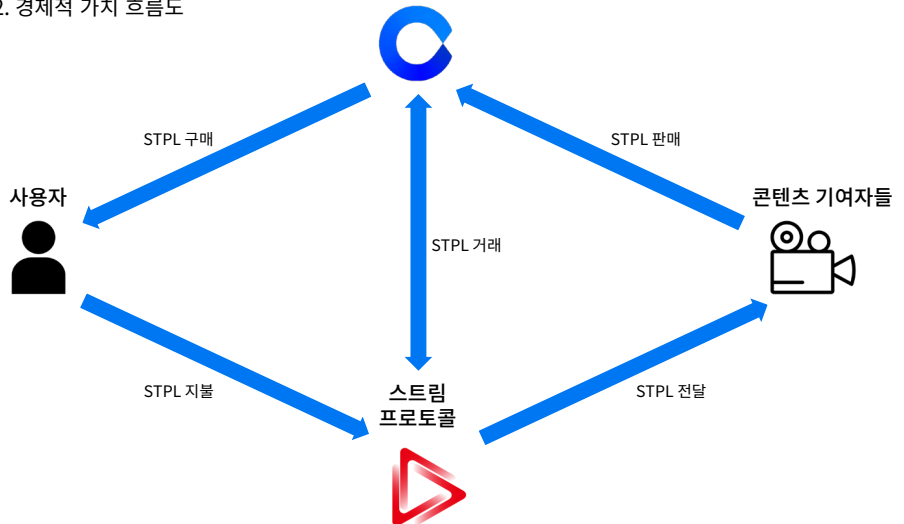 2. 경제적 가치 흐름도
STPL 구매
STPL 판매
사용자
콘텐츠 기여자들
STPL 거래
STPL 지불
스트림
프로토콜
STPL 전달